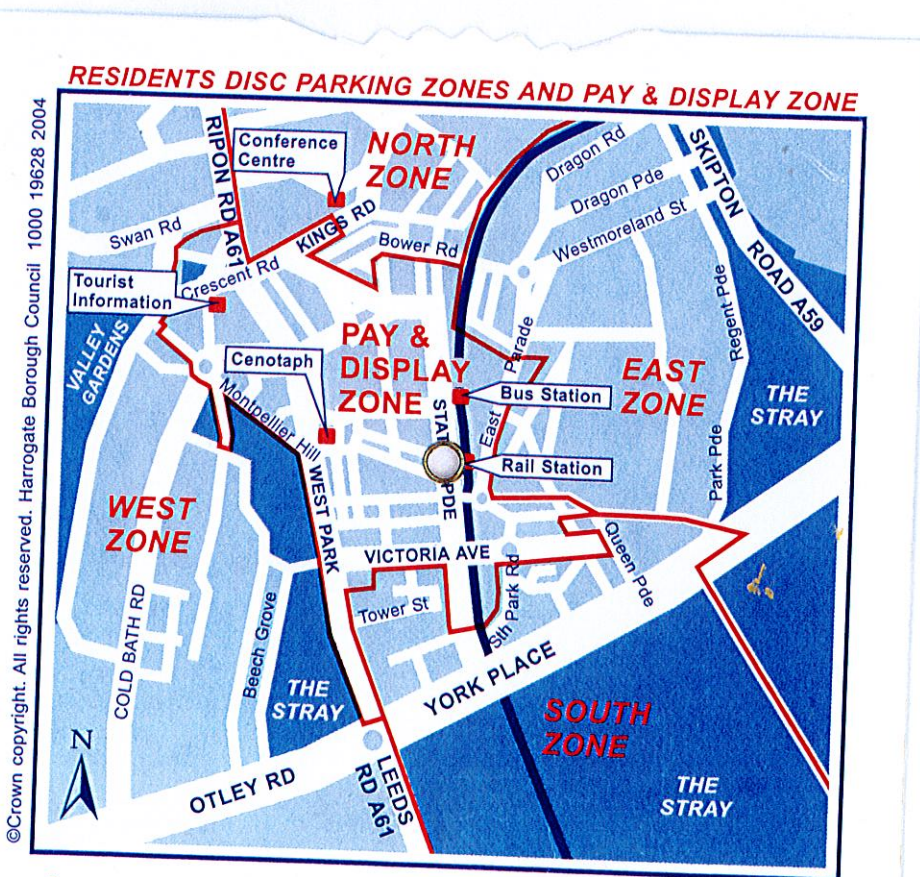 RESIDENTS DISC PARKING ZONES AND PAY & DISPLAY ZONE
©Crown copyright. All rights reserved. Harrogate Borough Council 1000 19628 2004
RIPON RD A61
Conference
Centre
NORTH
ZONE
Dragon Rd
SKIPTON
ROAD A59
Dragon Pde
Swan Rd
KINGS RD
Bower Rd
Westmoreland St
Crescent Rd
Tourist
Information
Regent Pde
VALLEY
GARDENS
PAY &
DISPLAY
ZONE
East Parade
EAST
ZONE
THE
STRAY
Cenotaph
Bus Station
Montpellier Hill
Rail Station
Park Pde
WEST
ZONE
WEST PARK
PDE
VICTORIA AVE
Queen Pde
Tower St
Sth Park Rd
COLD BATH RD
Beech Grove
THE
STRAY
YORK PLACE
SOUTH
ZONE
N
OTLEY RD
LEEDS
RD A61
THE
STRAY